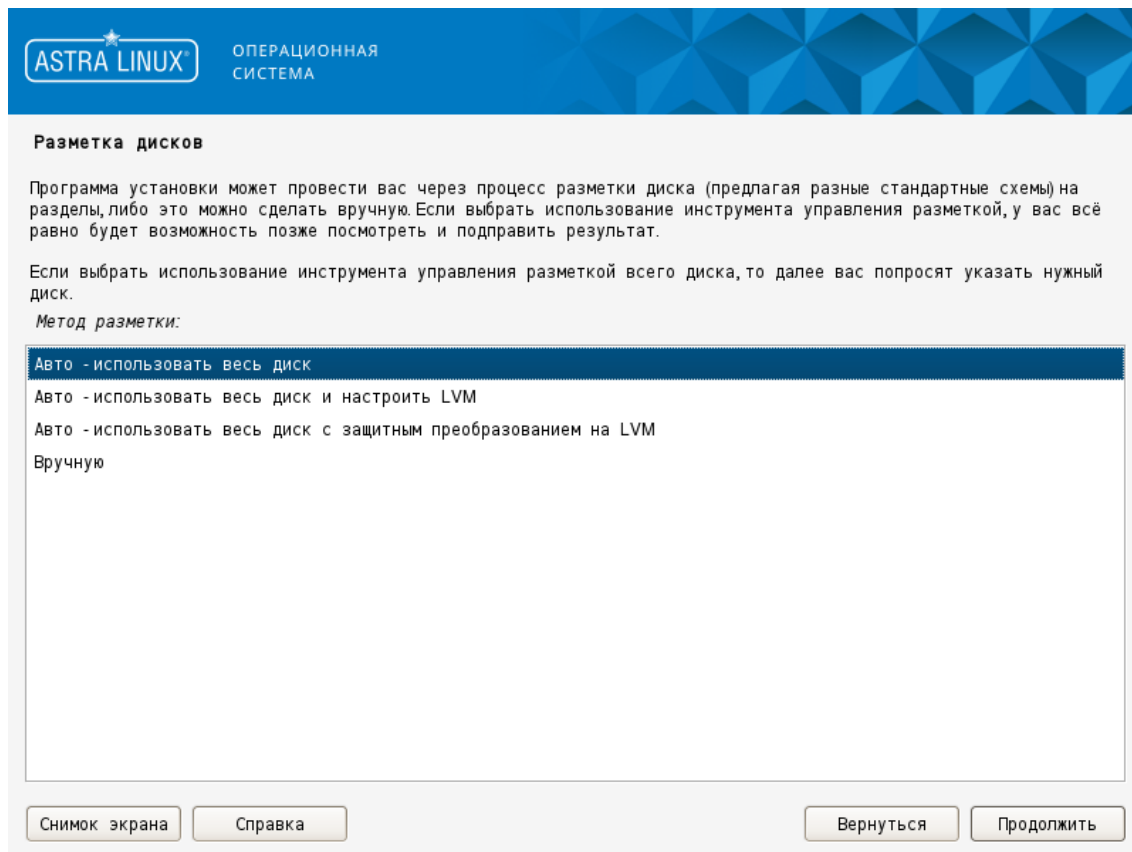 ASTRA LINUX®
ОПЕРАЦИОННАЯ
СИСТЕМА
Разметка дисков
Программа установки может провести вас через процесс разметки диска (предлагая разные стандартные схемы) на
разделы, либо это можно сделать вручную. Если выбрать использование инструмента управления разметкой, у вас всё
равно будет возможность позже посмотреть и подправить результат.
Если выбрать использование инструмента управления разметкой всего диска, то далее вас попросят указать нужный
диск.
Метод разметки:
Авто - использовать весь диск
Авто - использовать весь диск и настроить LVM
Авто - использовать весь диск с защитным преобразованием на LVM
Вручную
Снимок экрана Справка Вернуться Продолжить